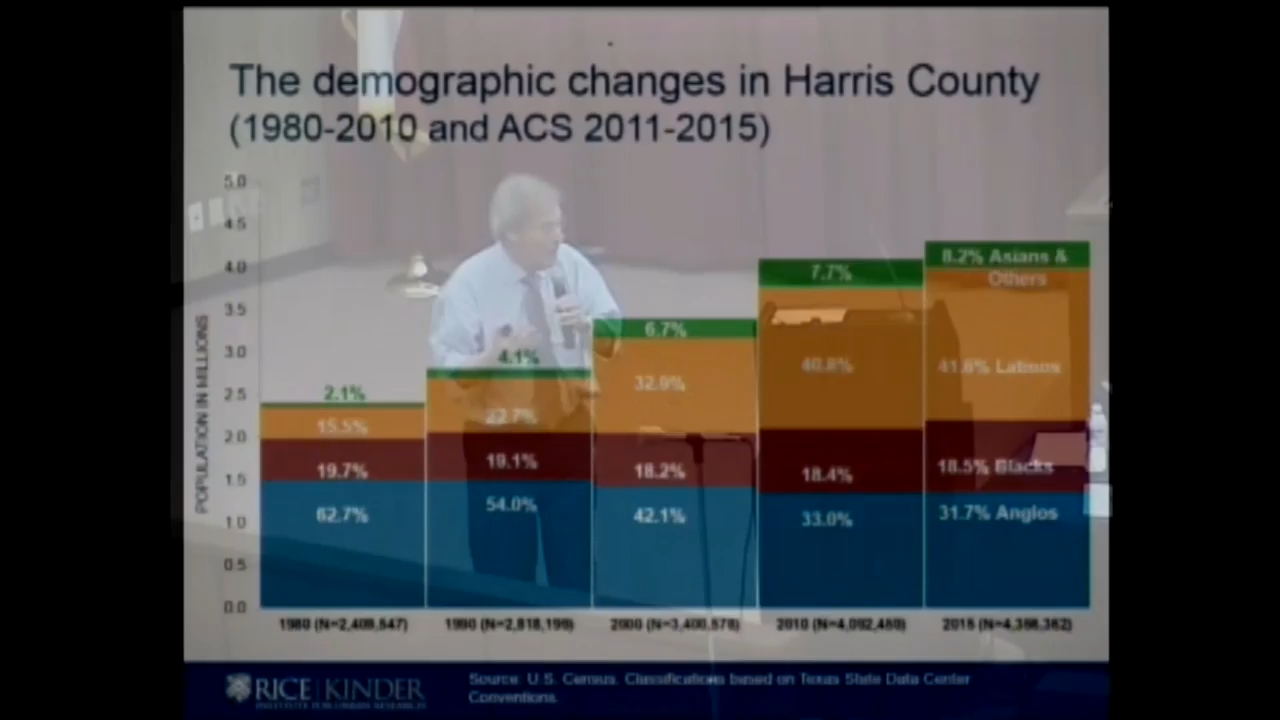 The demographic changes in Harris County
(1980-2010 and ACS 2011-2015)
POPULATION IN MILLIONS
5.0
4.5
4.0
3.5
3.0
2.5
2.0
1.5
1.0
0.5
0.0
2.1%
15.5%
19.7%
62.7%
4.1%
22.7%
19.1%
54.0%
6.7%
32.9%
18.2%
42.1%
7.7%
40.8%
18.4%
33.0%
8.2% Asians &
Others
41.6% Latinos
18.5% Blacks
31.7% Anglos
1980 (N=2,409,547)
1990 (N=2,818,199)
2000 (N=3,400,578)
2010 (N=4,092,459)
2015
RICE KINDER
INSTITUTE FOR URBAN RESEARCH
Source: U.S. Census. Classifications based on Texas State Data Center
Conventions.